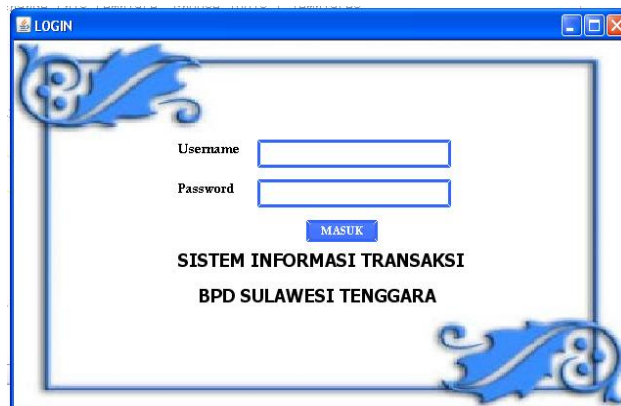 LOGIN
Username
Password
MASUK
SISTEM INFORMASI TRANSAKSI
BPD SULAWESI TENGGARA